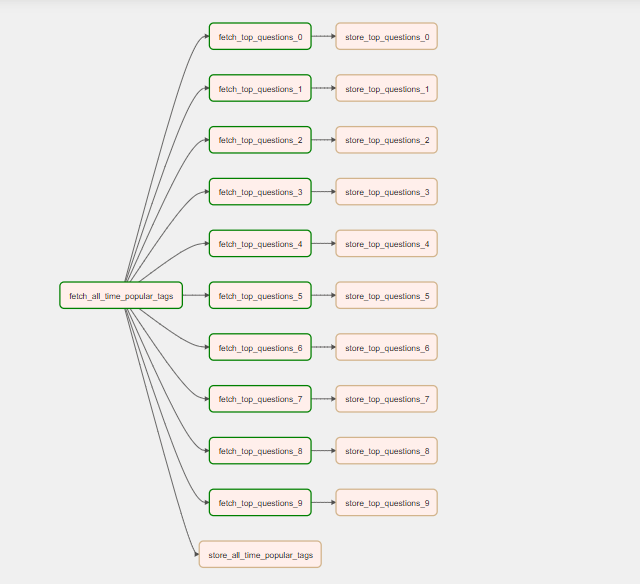 fetch_top_questions_0 store_top_questions_0
fetch_top_questions_1 store_top_questions_1
fetch_top_questions_2 store_top_questions_2
fetch_top_questions_3 store_top_questions_3
fetch_top_questions_4 store_top_questions_4
fetch_all_time_popular_tags fetch_top_questions_5 store_top_questions_5
fetch_top_questions_6 store_top_questions_6
fetch_top_questions_7 store_top_questions_7
fetch_top_questions_8 store_top_questions_8
fetch_top_questions_9 store_top_questions_9
store_all_time_popular_tags